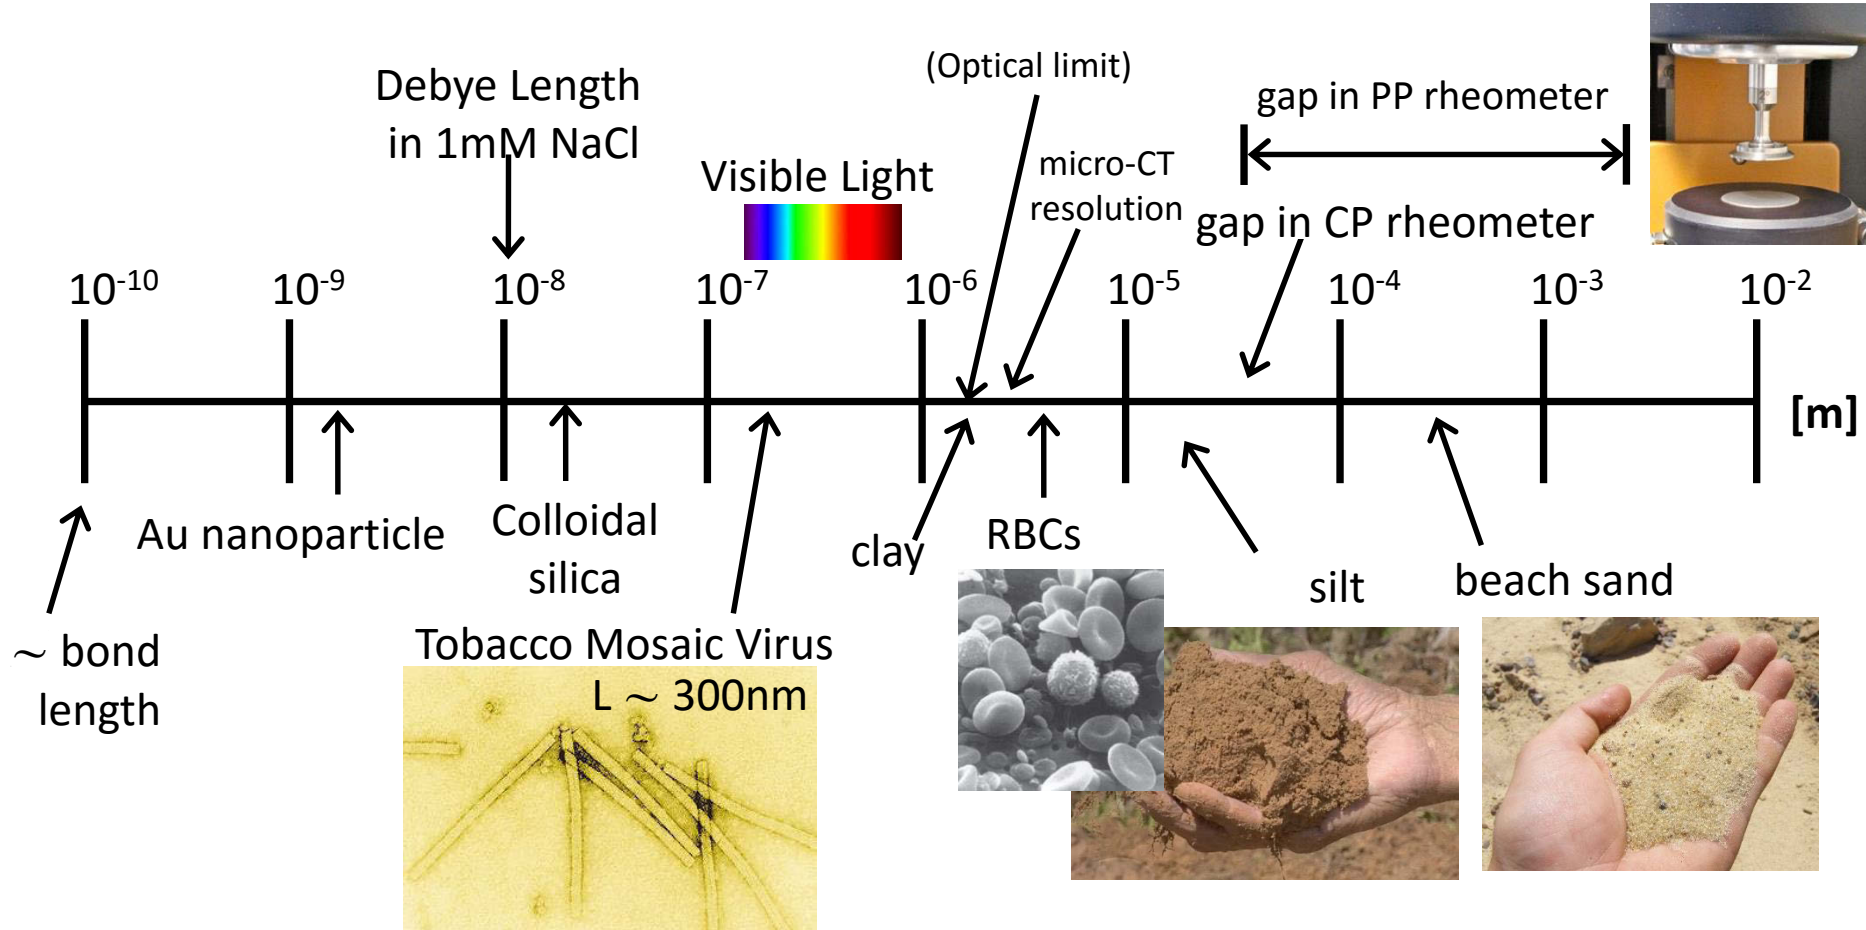 Debye Length
in 1mM NaCl
(Optical limit)
gap in PP rheometer
Visible Light
micro-CT
resolution
gap in CP rheometer
10⁻¹⁰ 10⁻⁹ 10⁻⁸ 10⁻⁷ 10⁻⁶ 10⁻⁵ 10⁻⁴ 10⁻³ 10⁻²
[m]
Au nanoparticle
Colloidal
silica
clay
RBCs
silt
beach sand
~ bond
length
Tobacco Mosaic Virus
L ~ 300nm